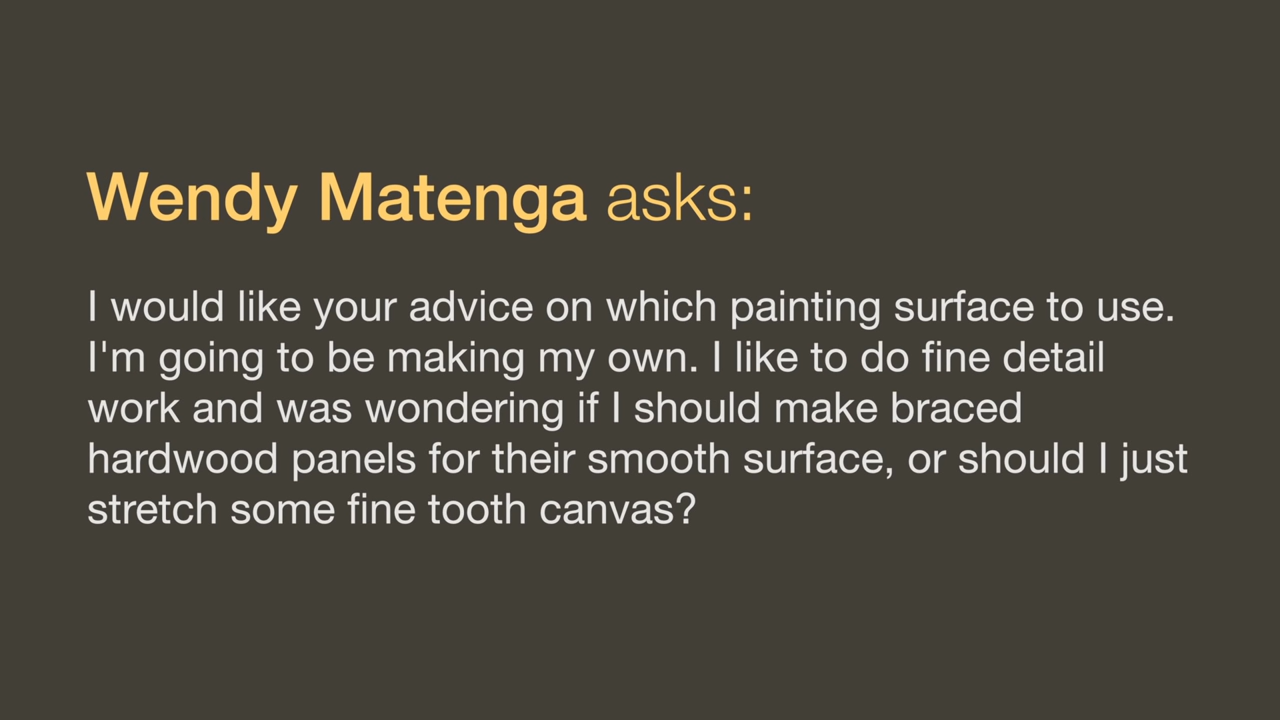 Wendy Matenga asks:
I would like your advice on which painting surface to use.
I'm going to be making my own. I like to do fine detail
work and was wondering if I should make braced
hardwood panels for their smooth surface, or should I just
stretch some fine tooth canvas?